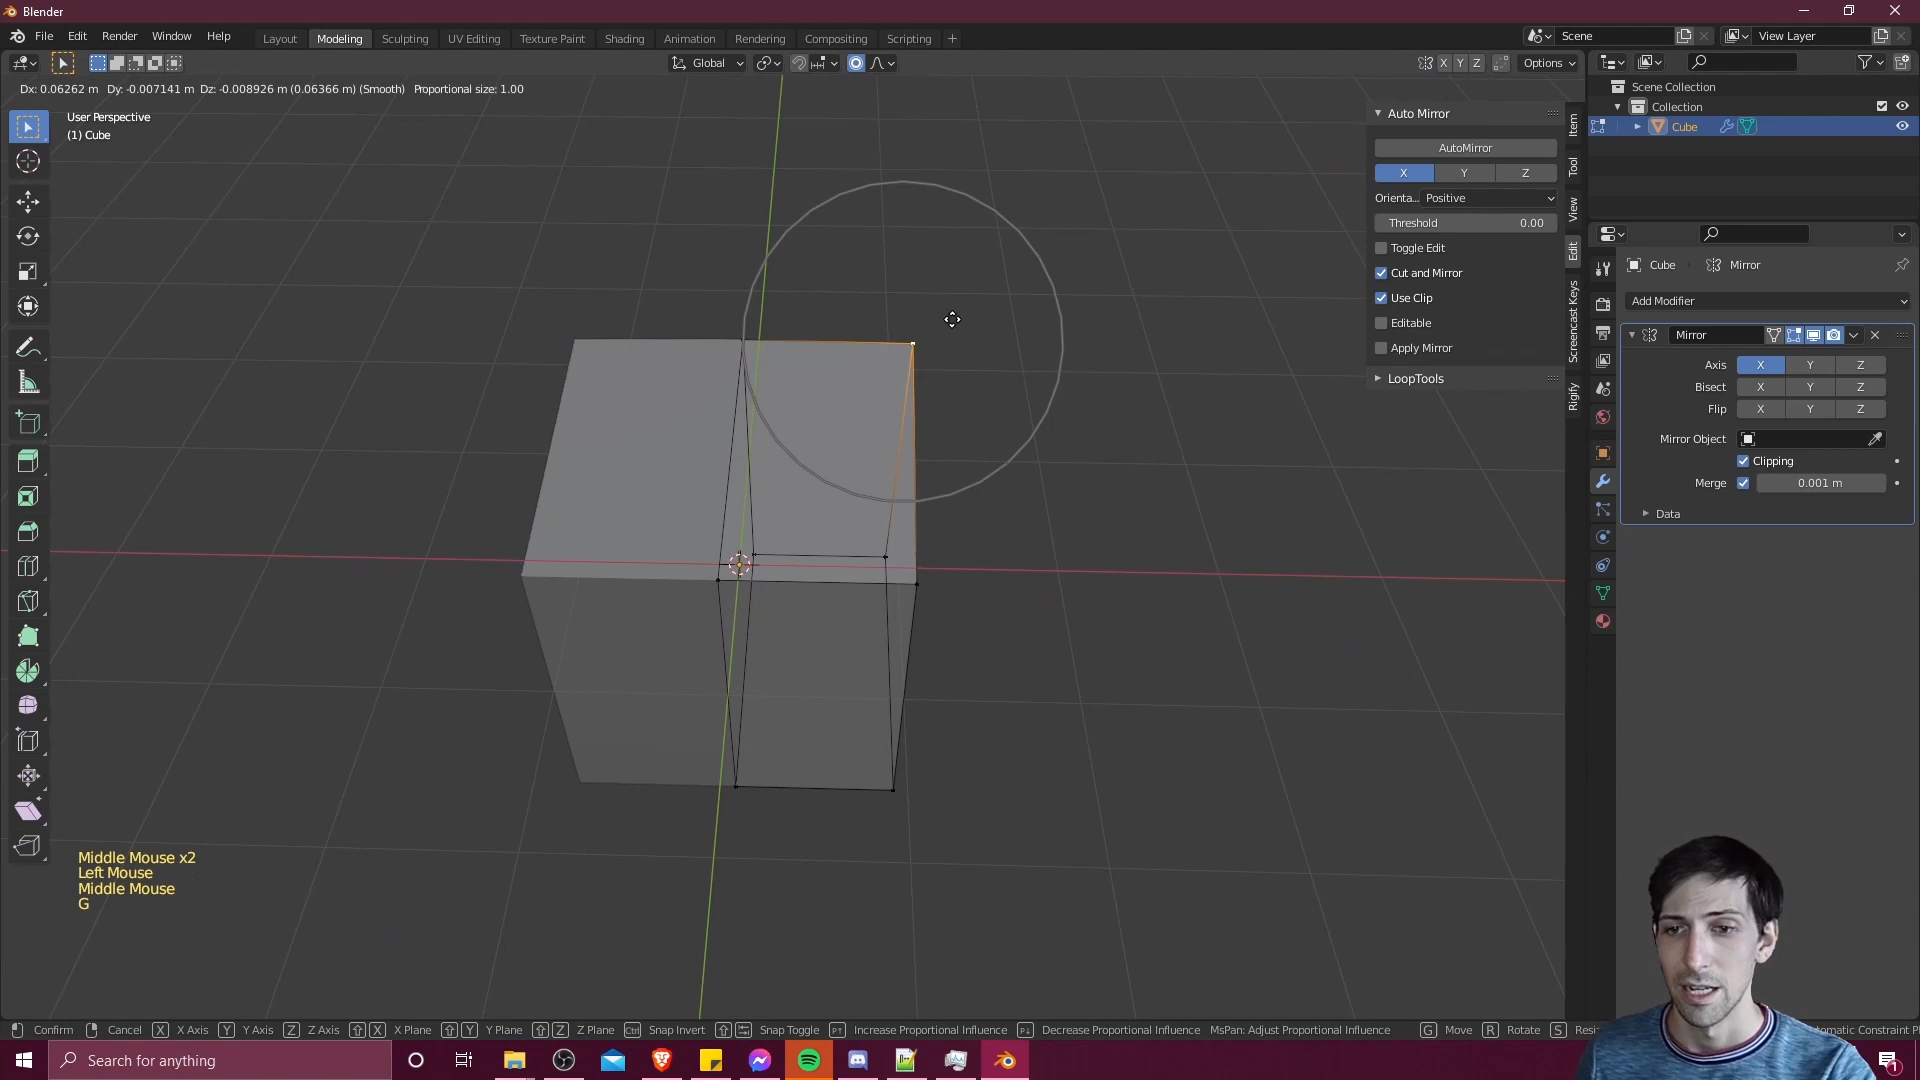 Blender
File Edit Render Window Help Layout Modeling Sculpting UV Editing Texture Paint Shading Animation Rendering Compositing Scripting + Scene View Layer
Global X Y Z Options
Dx: 0.06262 m Dy: -0.007141 m Dz: -0.008926 m (0.06366 m) (Smooth) Proportional size: 1.00
User Perspective
(1) Cube
Auto Mirror
AutoMirror
X Y Z
Orienta... Positive
Threshold 0.00
Toggle Edit
Cut and Mirror
Use Clip
Editable
Apply Mirror
LoopTools
Item
Tool
View
Edit
Screencast Keys
Rigify
Scene Collection
Collection
Cube
Cube Mirror
Add Modifier
Mirror
Axis X Y Z
Bisect X Y Z
Flip X Y Z
Mirror Object
Clipping
Merge 0.001 m
Data
Middle Mouse x2
Left Mouse
Middle Mouse
G
Confirm Cancel X X Axis Y Y Axis Z Z Axis X X Plane Y Y Plane Z Z Plane Ctrl Snap Invert Snap Toggle Increase Proportional Influence Decrease Proportional Influence MsPan: Adjust Proportional Influence G Move R Rotate S Resi utomatic Constraint Pl
Search for anything
1